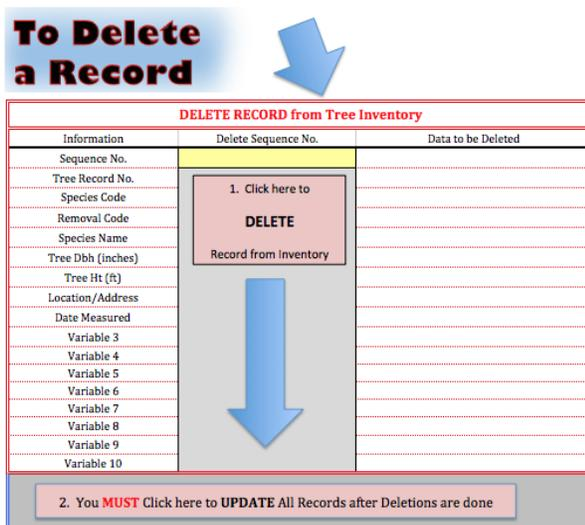 To Delete
a Record
DELETE RECORD from Tree Inventory
Information Delete Sequence No. Data to be Deleted
Sequence No.
Tree Record No.
Species Code
Removal Code
Species Name
Tree Dbh (inches)
Tree Ht (ft)
Location/Address
Date Measured
Variable 3
Variable 4
Variable 5
Variable 6
Variable 7
Variable 8
Variable 9
Variable 10
1. Click here to
DELETE
Record from Inventory
2. You MUST Click here to UPDATE All Records after Deletions are done